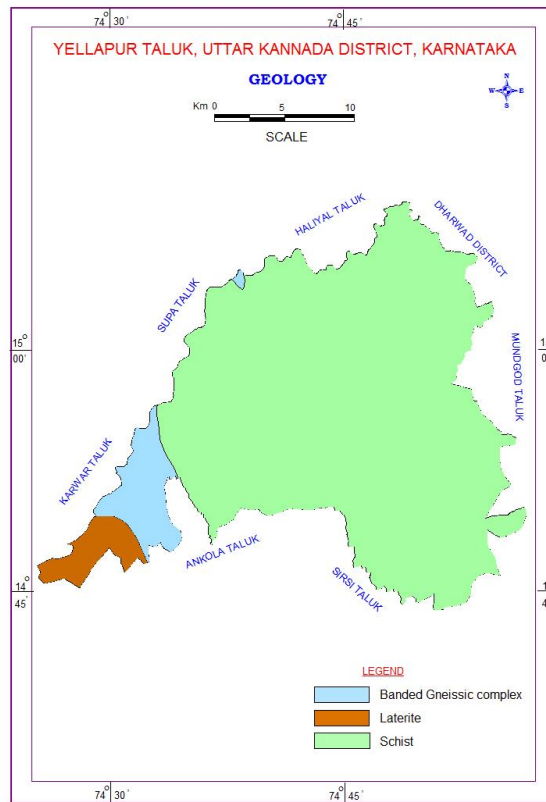 74° 30' 74° 45'
YELLAPUR TALUK, UTTAR KANNADA DISTRICT, KARNATAKA
GEOLOGY
N
W E
S
Km 0 5 10
SCALE
HALIYAL TALUK
DHARWAD DISTRICT
SUPA TALUK
15° 00'
MUNDGOD TALUK
KARWAR TALUK
ANKOLA TALUK
SIRSI TALUK
14° 45'
LEGEND
Banded Gneissic complex
Laterite
Schist
74° 30' 74° 45'